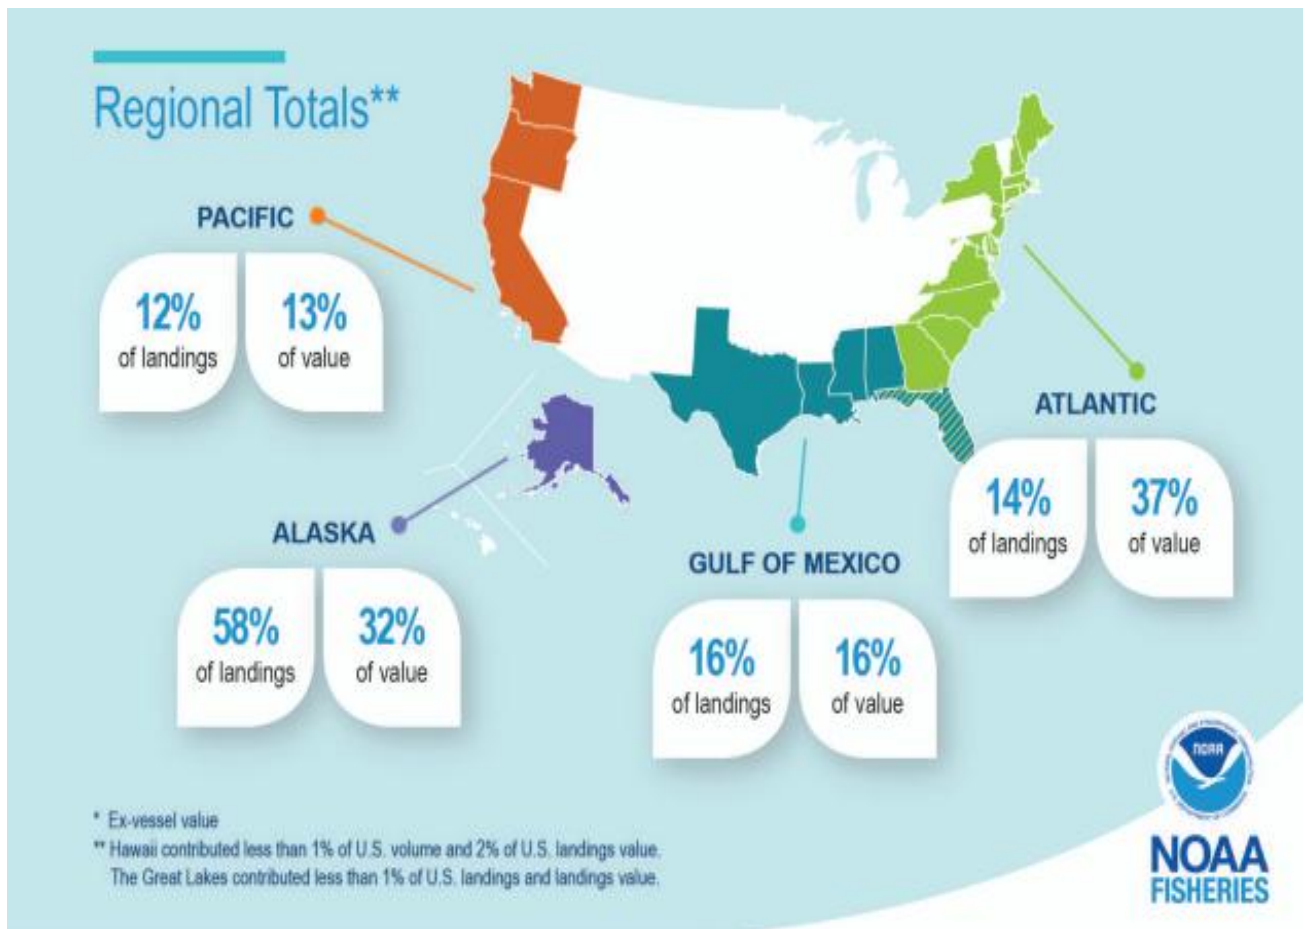 Regional Totals**
PACIFIC
12%
of landings
13%
of value
ALASKA
58%
of landings
32%
of value
GULF OF MEXICO
16%
of landings
16%
of value
ATLANTIC
14%
of landings
37%
of value
* Ex-vessel value
** Hawaii contributed less than 1% of U.S. volume and 2% of U.S. landings value.
The Great Lakes contributed less than 1% of U.S. landings and landings value.
NOAA
NOAA
FISHERIES